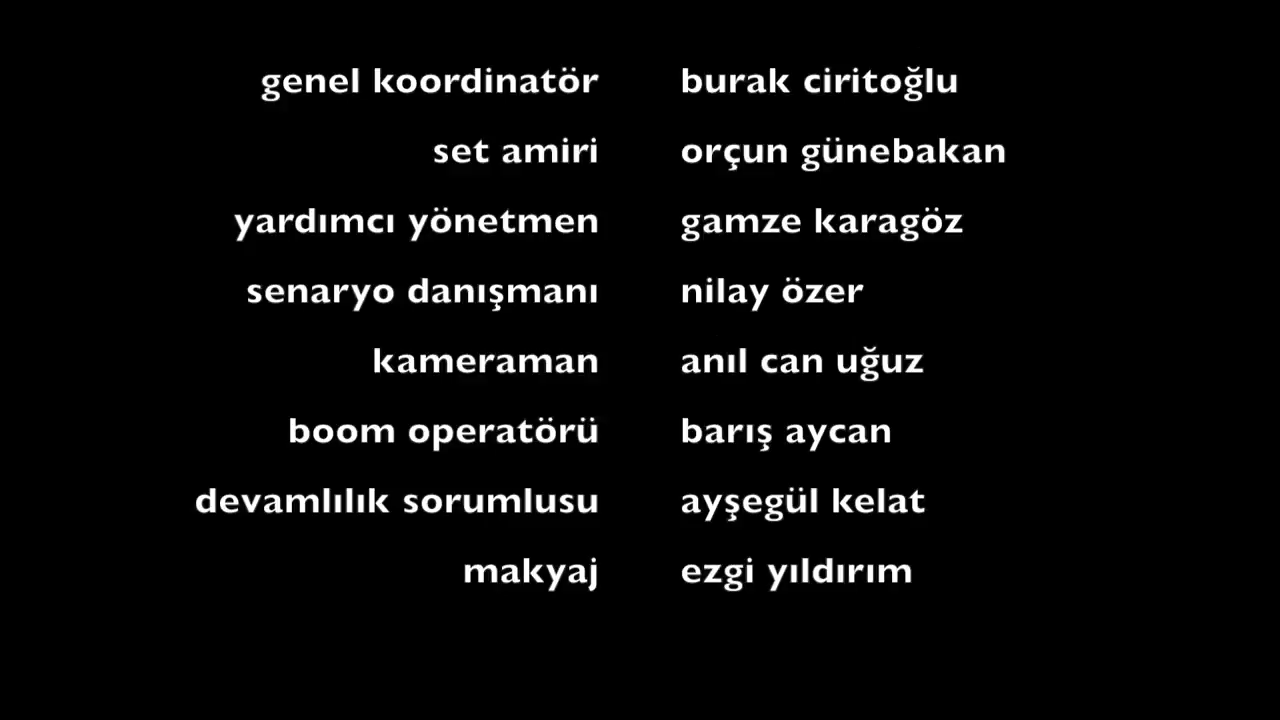 genel koordinatör burak ciritoğlu
set amiri orçun günebakan
yardımcı yönetmen gamze karagöz
senaryo danışmanı nilay özer
kameraman anıl can uğuz
boom operatörü barış aycan
devamlılık sorumlusu ayşegül kelat
makyaj ezgi yıldırım